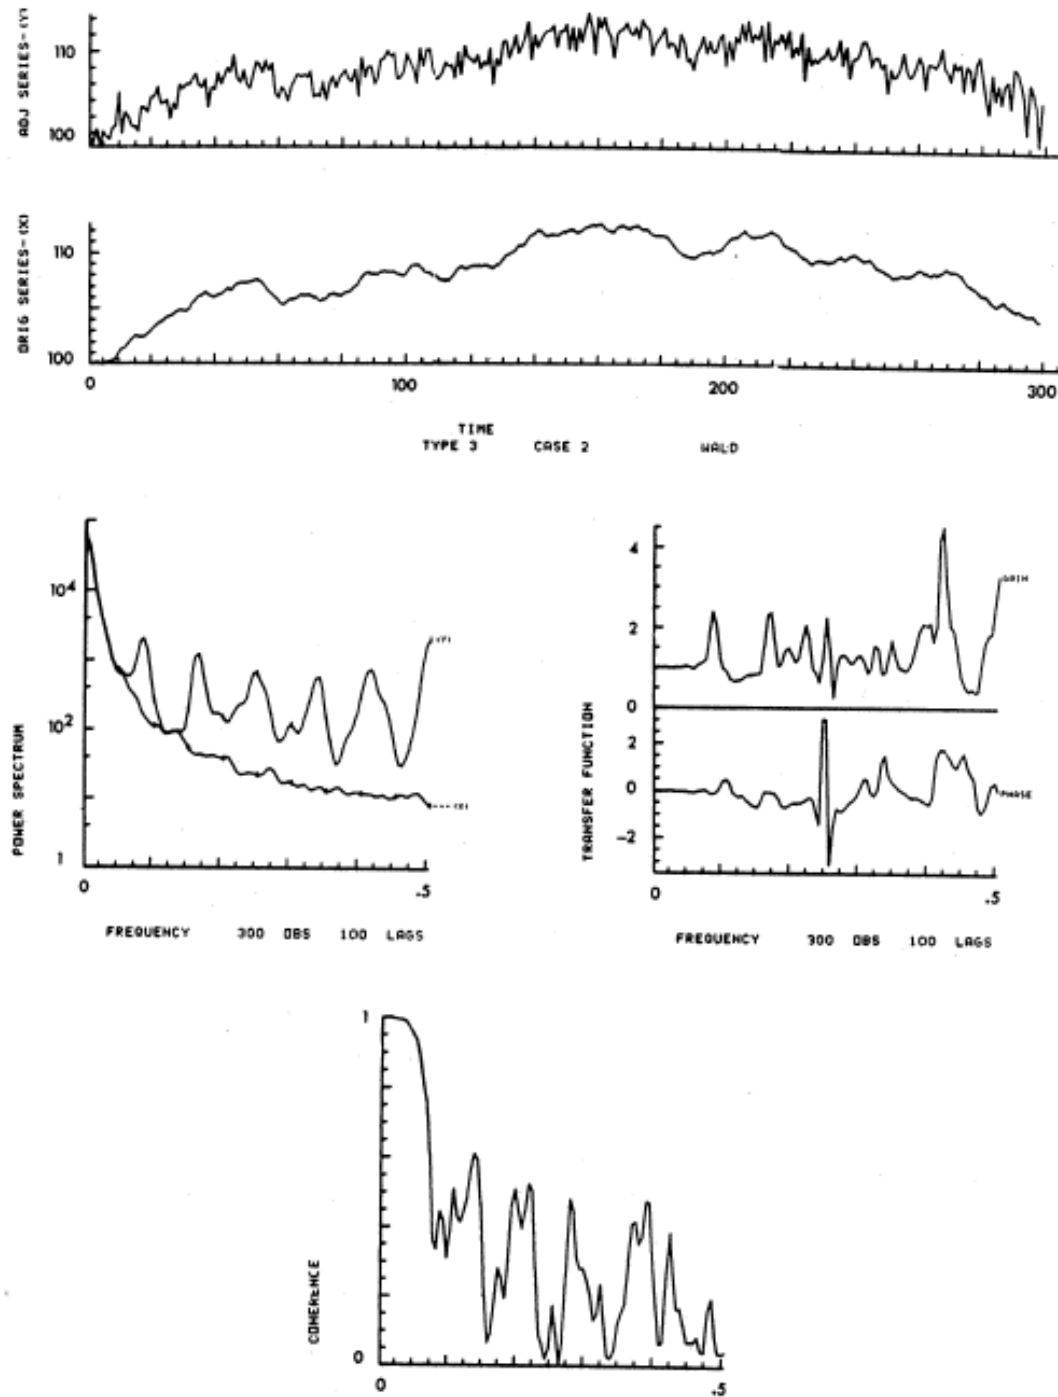 ADJ SERIES-(Y)
110
100
ORIG SERIES-(X)
110
100
0 100 200 300
TIME
TYPE 3 CASE 2 WALD
POWER SPECTRUM
10⁴
10²
1
(Y)
(X)
0 .5
FREQUENCY 300 OBS 100 LAGS
TRANSFER FUNCTION
4
2
0
2
0
-2
GAIN
PHASE
0 .5
FREQUENCY 300 OBS 100 LAGS
COHERENCE
1
0
0 .5